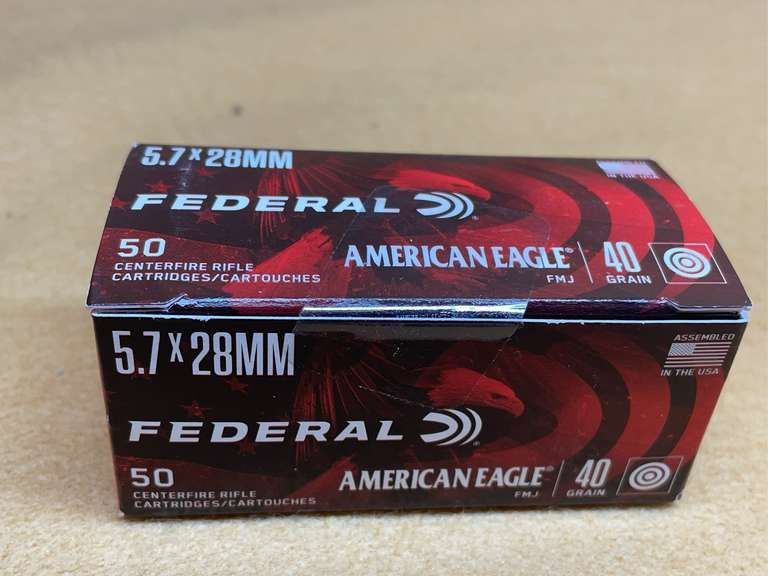 5.7x28MM
IN THE USA
FEDERAL
50
CENTERFIRE RIFLE
CARTRIDGES/CARTOUCHES
AMERICAN EAGLE®
FMJ
40
GRAIN
5.7x28MM
ASSEMBLED
IN THE USA
FEDERAL
50
CENTERFIRE RIFLE
CARTRIDGES/CARTOUCHES
AMERICAN EAGLE®
FMJ
40
GRAIN